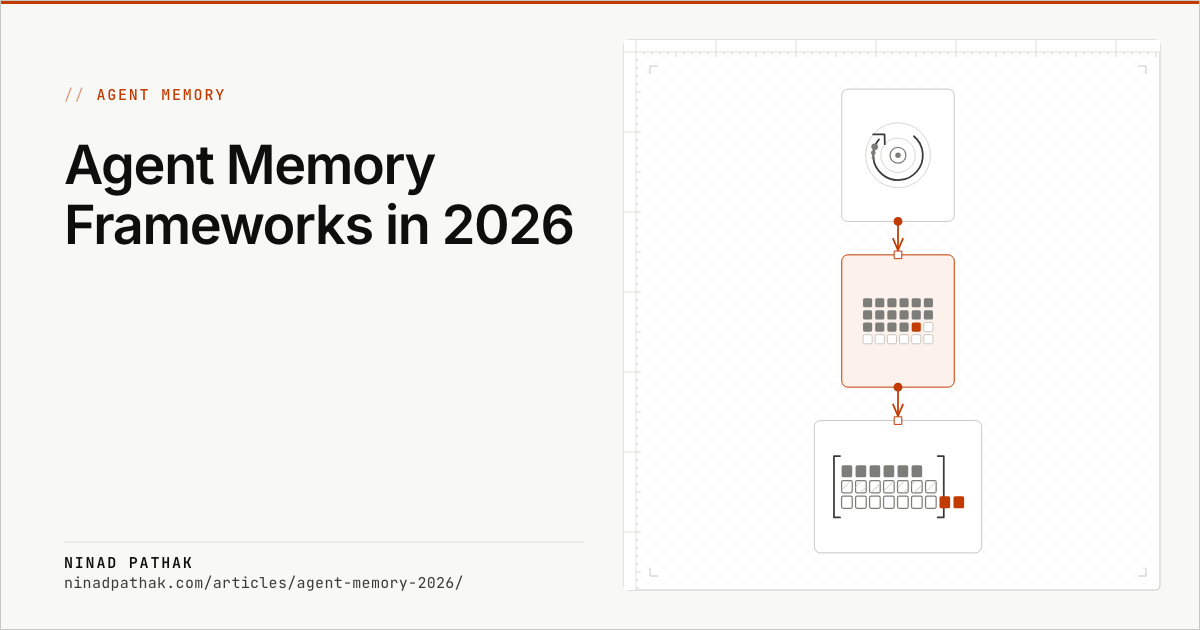 // AGENT MEMORY
Agent Memory
Frameworks in 2026
NINAD PATHAK
ninadpathak.com/articles/agent-memory-2026/